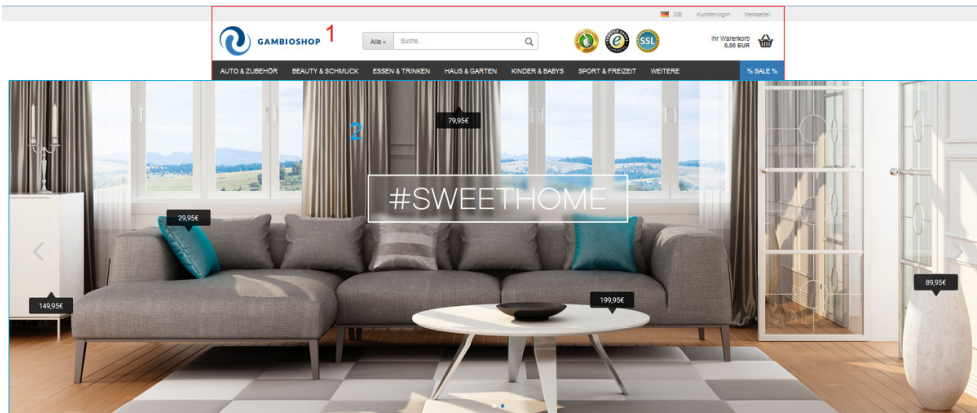 DE Kundenlogin Merkzettel
GAMBIOSHOP 1 Alle Suche... SSL Ihr Warenkorb
0,00 EUR
AUTO & ZUBEHÖR BEAUTY & SCHMUCK ESSEN & TRINKEN HAUS & GARTEN KINDER & BABYS SPORT & FREIZEIT WEITERE % SALE %
79,95€
2
#SWEETHOME
29,95€
149,95€
199,95€
89,95€